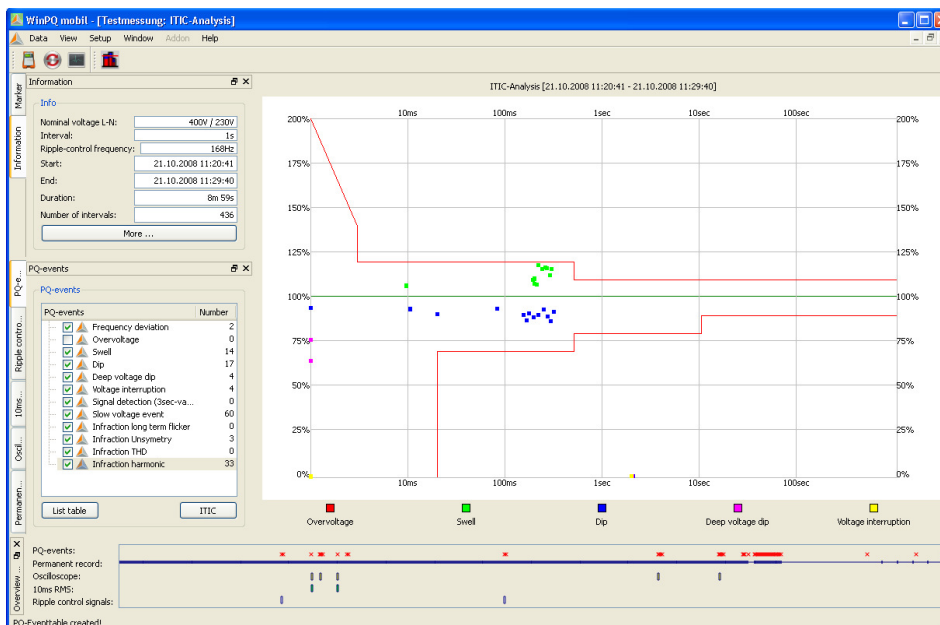 WinPQ mobil - [Testmessung: ITIC-Analysis]
Data View Setup Window Addon Help
Marker
Information
PQ-e...
Ripple contro...
10ms...
Oscil...
Permanen...
Information
Info
Nominal voltage L-N: 400V / 230V
Interval: 1s
Ripple-control frequency: 168Hz
Start: 21.10.2008 11:20:41
End: 21.10.2008 11:29:40
Duration: 8m 59s
Number of intervals: 436
More ...
PQ-events
PQ-events
PQ-events Number
Frequency deviation 2
Overvoltage 0
Swell 14
Dip 17
Deep voltage dip 4
Voltage interruption 4
Signal detection (3sec-va... 0
Slow voltage event 60
Infraction long term flicker 0
Infraction Unsymetry 3
Infraction THD 0
Infraction harmonic 33
List table ITIC
ITIC-Analysis [21.10.2008 11:20:41 - 21.10.2008 11:29:40]
10ms 100ms 1sec 10sec 100sec
200% 200%
175% 175%
150% 150%
125% 125%
100% 100%
75% 75%
50% 50%
25% 25%
0% 0%
10ms 100ms 1sec 10sec 100sec
Overvoltage Swell Dip Deep voltage dip Voltage interruption
Overview...
PQ-events:
Permanent record:
Oscilloscope:
10ms RMS:
Ripple control signals:
PQ-Eventtable created!